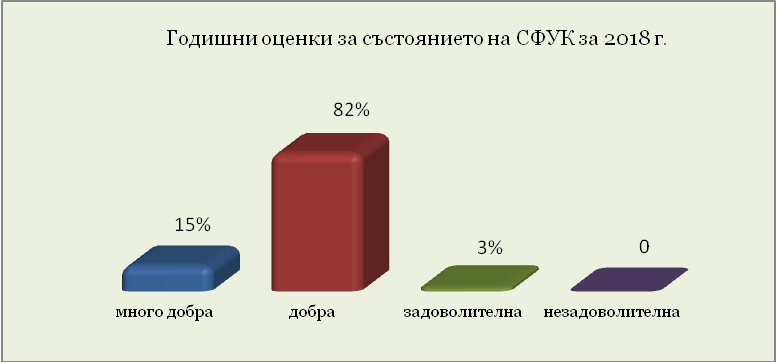 Годишни оценки за състоянието на СФУК за 2018 г.
82%
15%
3%
0
много добра
добра
задоволителна
незадоволителна